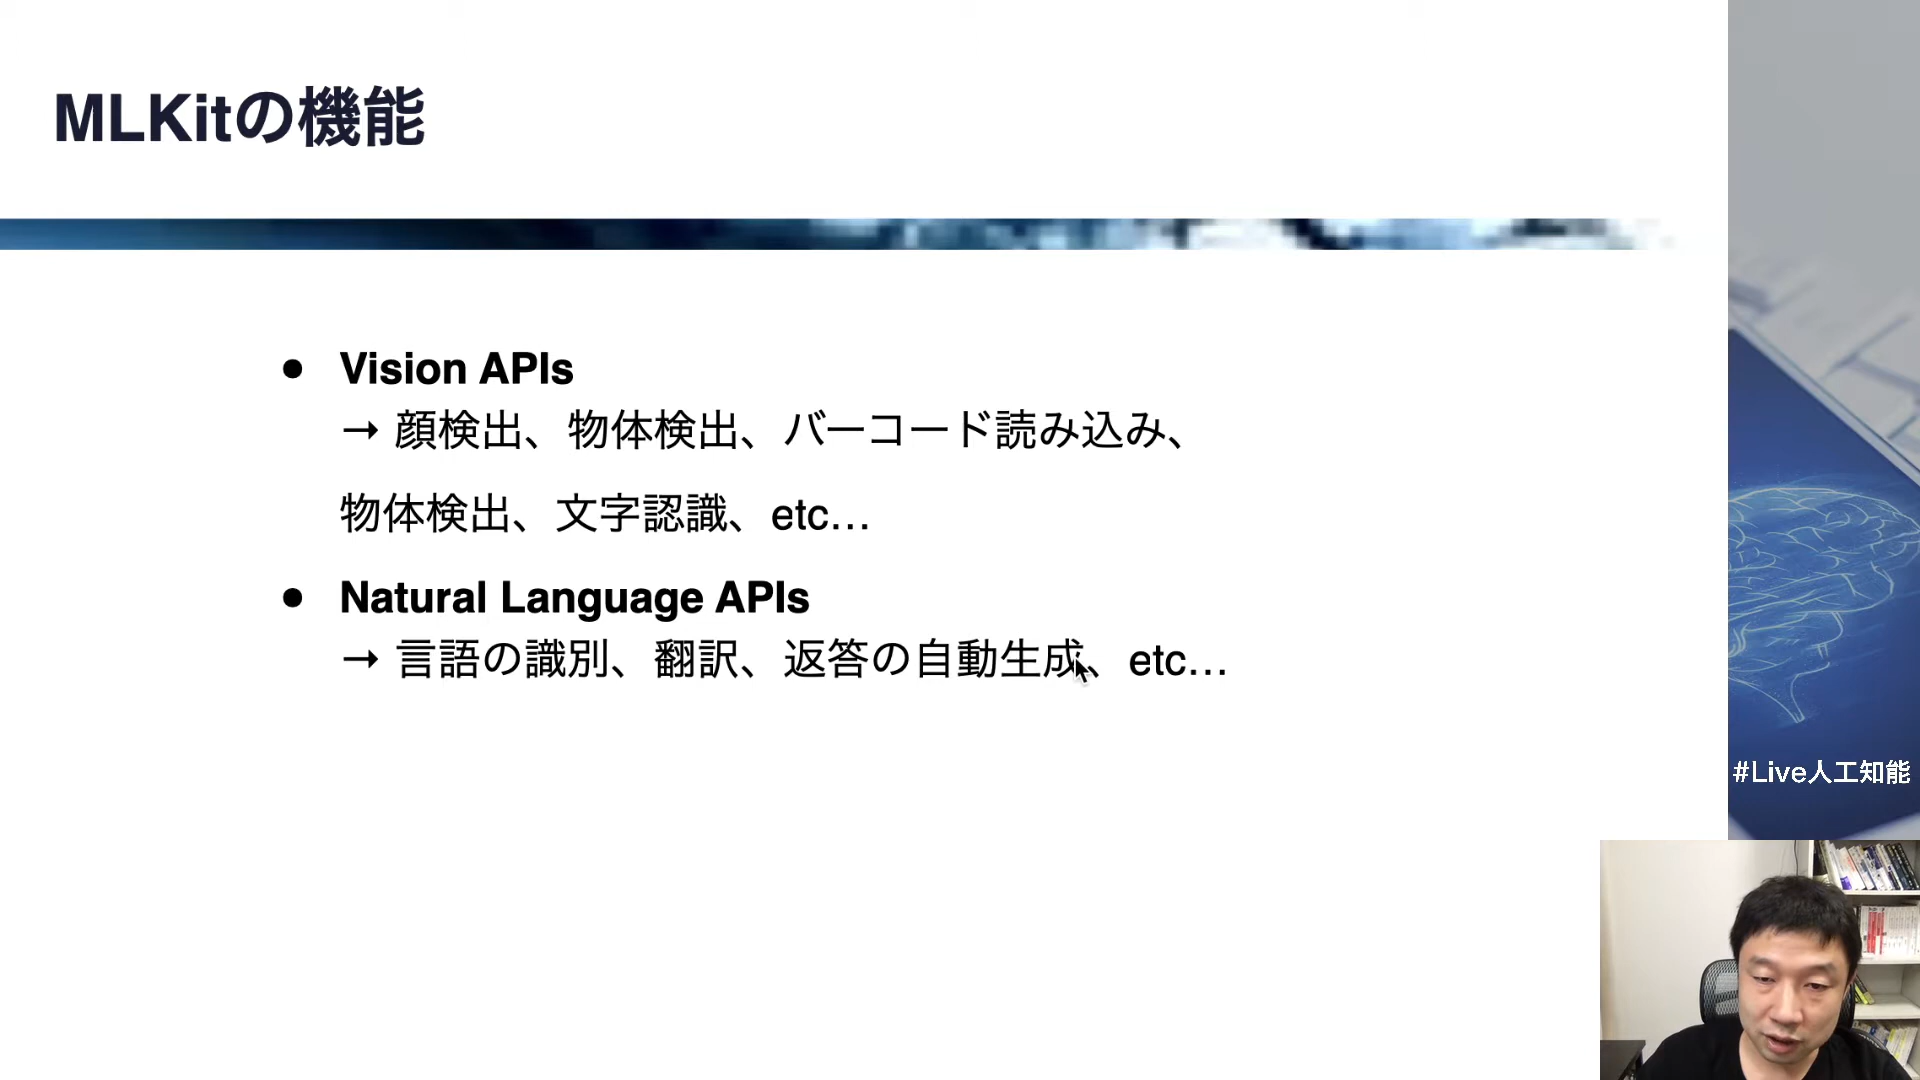 MLKitの機能
● Vision APIs
→ 顔検出、物体検出、バーコード読み込み、
物体検出、文字認識、etc…
● Natural Language APIs
→ 言語の識別、翻訳、返答の自動生成、etc…
#Live人工知能